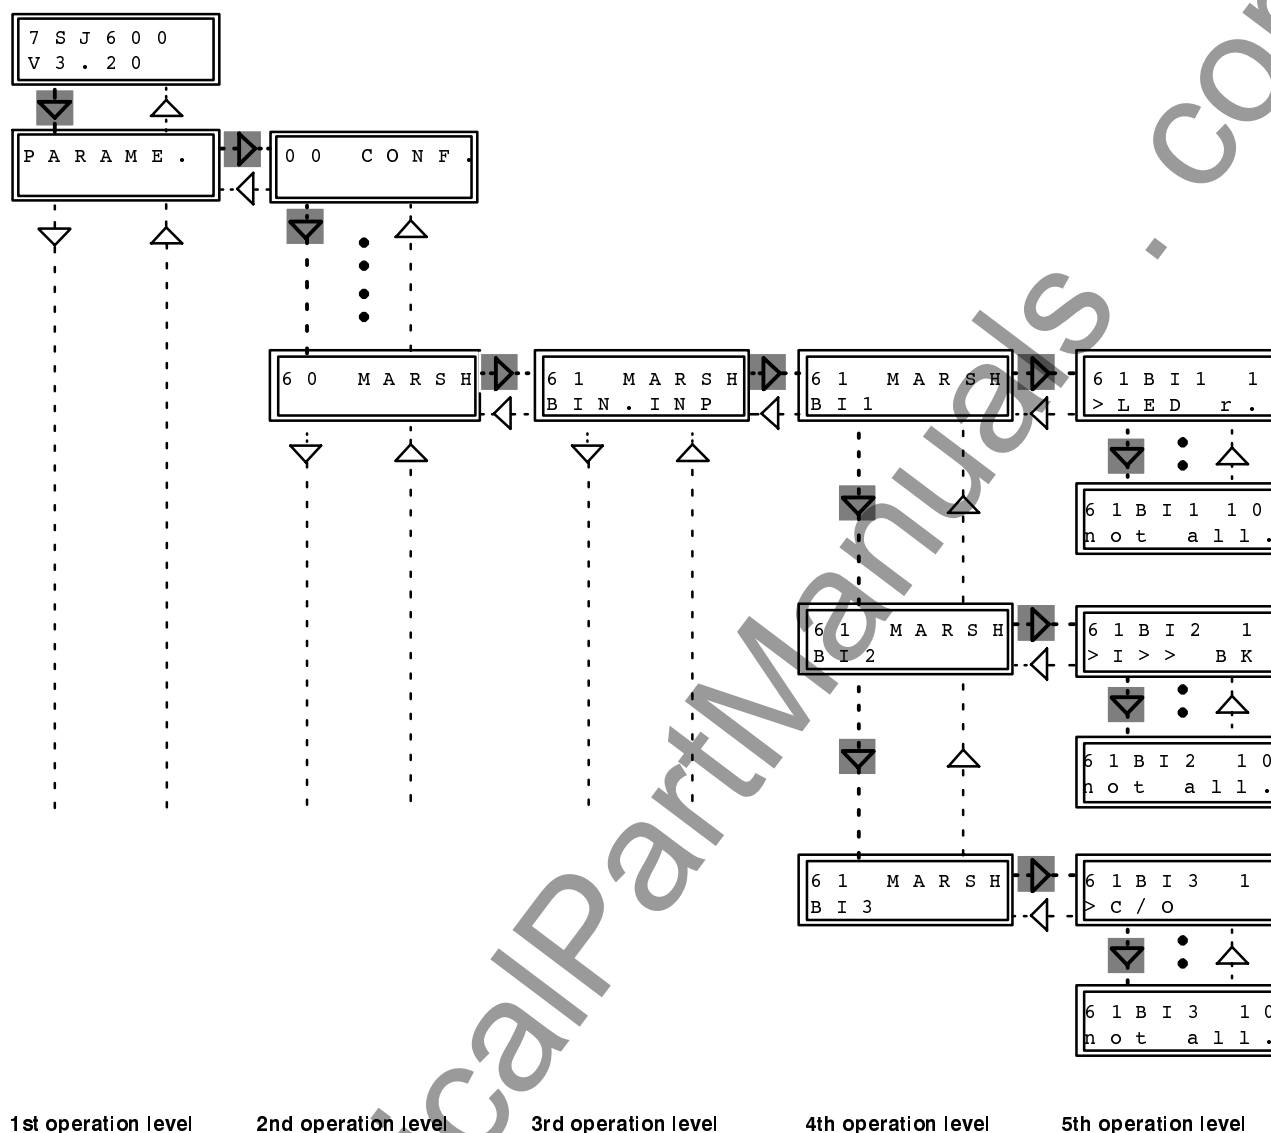 7SJ600
V3.20
PARAME.
00 CONF.
60 MARSH
61 MARSH
BIN.INP
61 MARSH
BI1
61BI1 1
>LED r.
61BI1 10
not all.
61 MARSH
BI2
61BI2 1
>I>> BK
61BI2 10
not all.
61 MARSH
BI3
61BI3 1
>C/O
61BI3 10
not all.
icalPartManuals . com
1st operation level
2nd operation level
3rd operation level
4th operation level
5th operation level